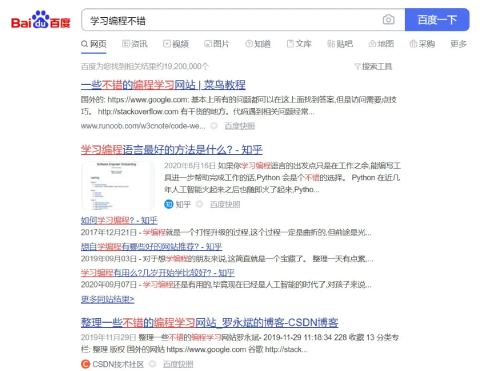 Bai du 百度
学习编程不错
百度一下
网页 资讯 视频 图片 知道 文库 贴吧 地图 采购 更多
百度为您找到相关结果约19,200,000个
搜索工具
一些不错的编程学习网站 | 菜鸟教程
国外的: https://www.google.com: 基本上所有的问题都可以在这上面找到答案,但是访问需要点技
巧。 http://stackoverflow.com 有干货的地方。代码遇到相关问题经常...
www.runoob.com/w3cnote/code-we...
百度快照
学习编程语言最好的方法是什么? - 知乎
2020年6月16日 如果你学习编程语言的出发点只是在工作之余,能编写工
具进一步帮助完成工作的话,Python 会是个不错的选择。 Python 在近几
年人工智能火起来之后也随即火了起来,Pytho...
知乎
百度快照
如何学习编程? - 知乎
2017年12月21日 - 学编程就是一个打怪升级的过程,这个过程一定是曲折的,但前途是光...
想自学编程有哪些好的网站推荐? - 知乎
2019年09月03日 - 对于想学编程的朋友来说,这简直就是一个宝藏了。 整理一天有点累,...
学习编程有用么?几岁开始学比较好? - 知乎
2020年09月07日 - 学编程还是有用的,毕竟现在已经是人工智能的时代了,对孩子来说...
更多同站结果>
整理一些不错的编程学习网站_罗永斌的博客-CSDN博客
2019年11月29日 整理一些不错的编程学习网站罗永斌- 2019-11-29 11:18:34 228 收藏 13 分类专
栏: 整理 版权 国外的网站 https://www.google.com 谷歌 http://stack...
CSDN技术社区
百度快照